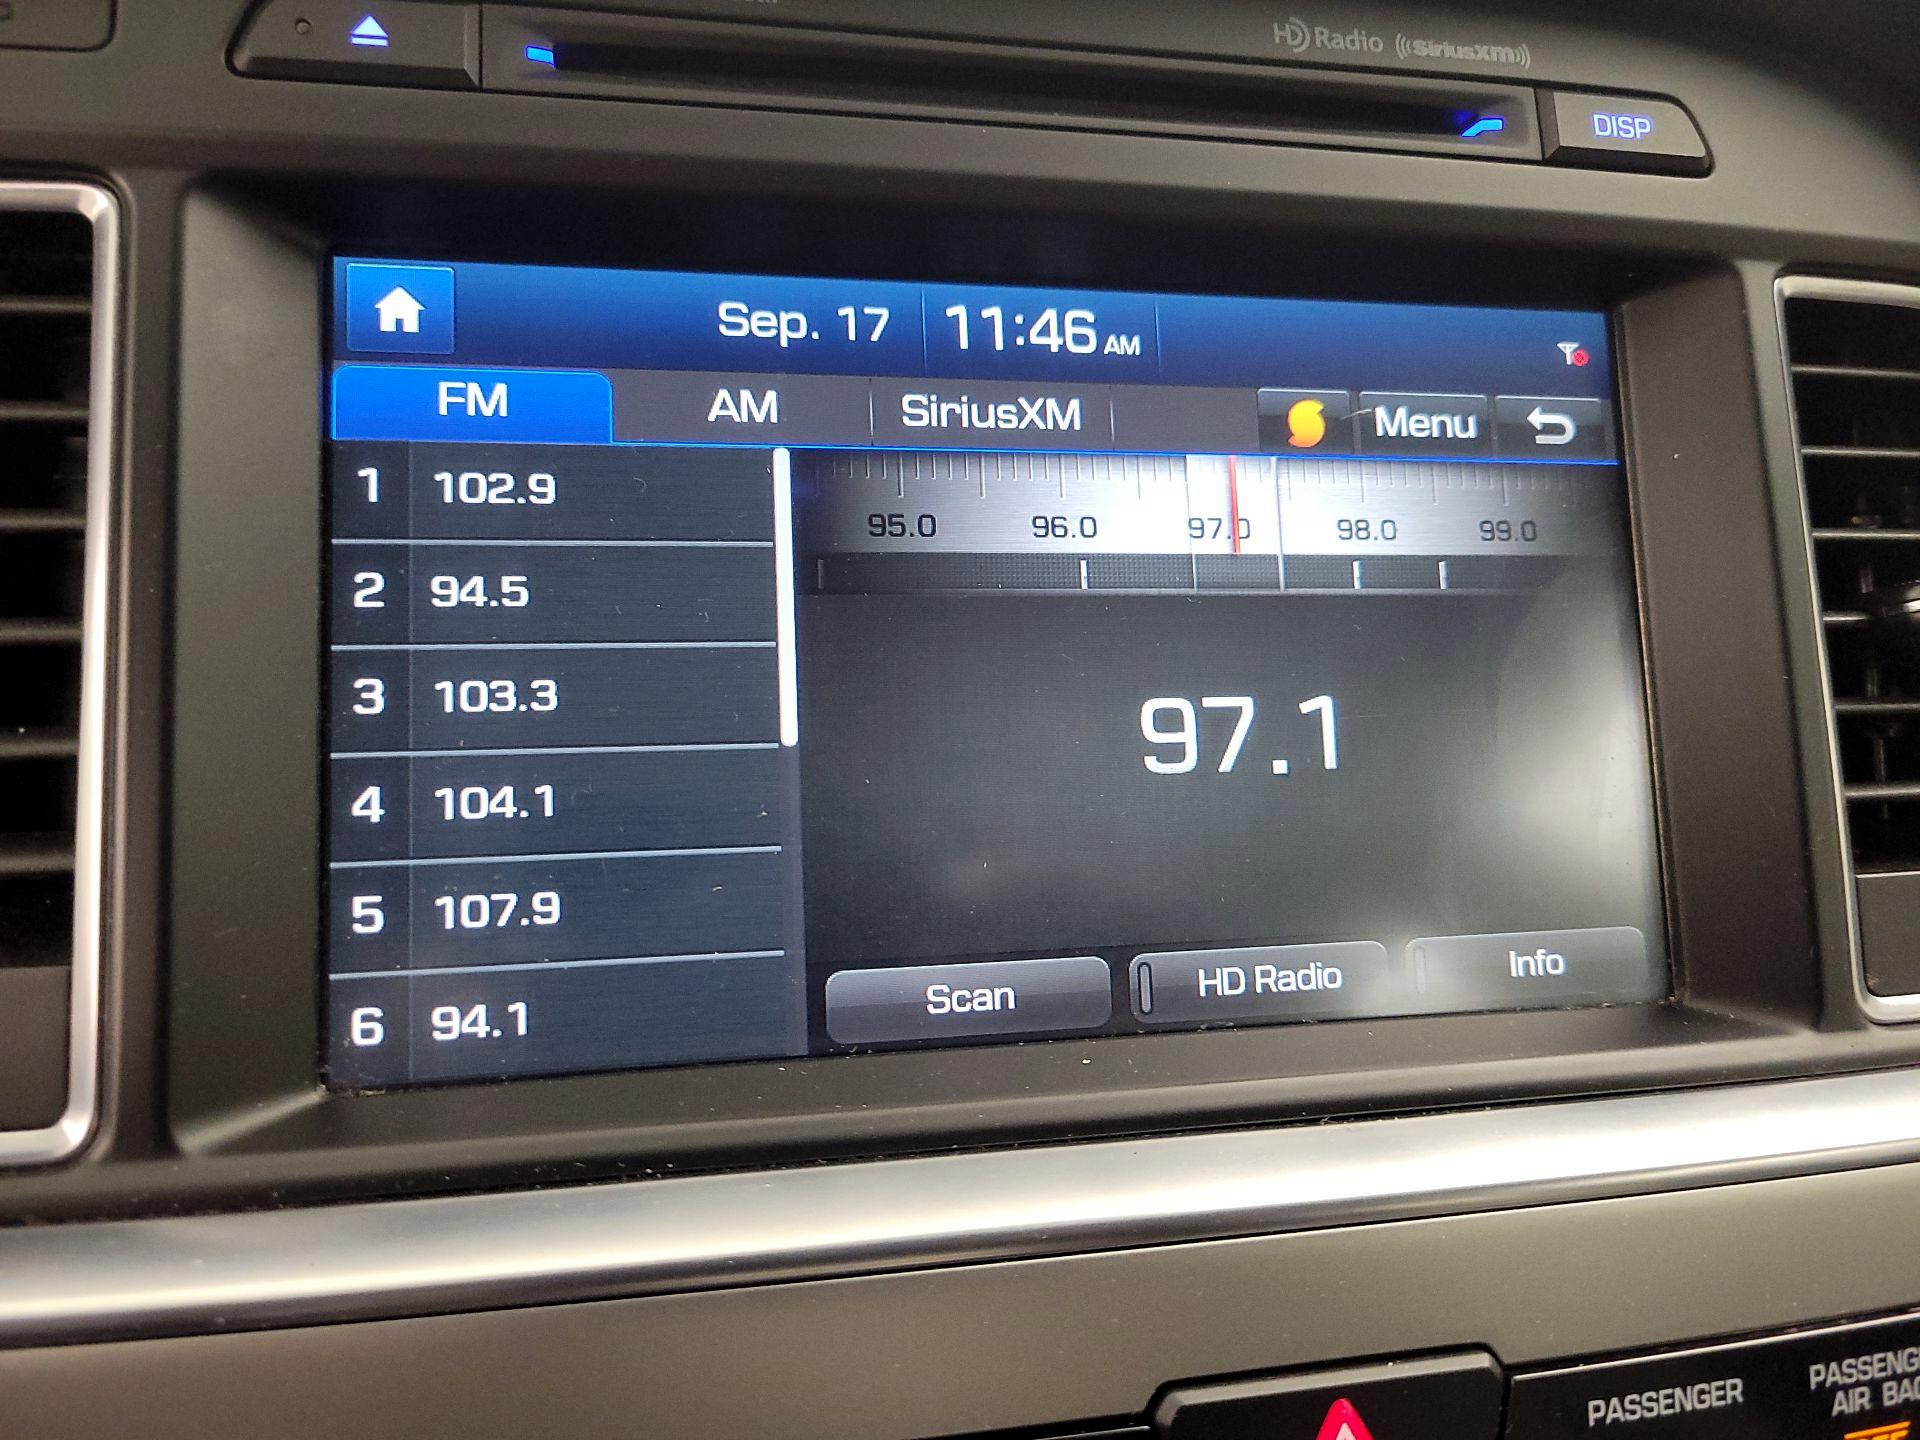 HD Radio ((SiriusXM))
DISP
Sep. 17 11:46 AM
FM AM SiriusXM Menu
1 102.9
2 94.5
3 103.3
4 104.1
5 107.9
6 94.1
95.0 96.0 97.0 98.0 99.0
97.1
Scan HD Radio Info
PASSENGER
AIR